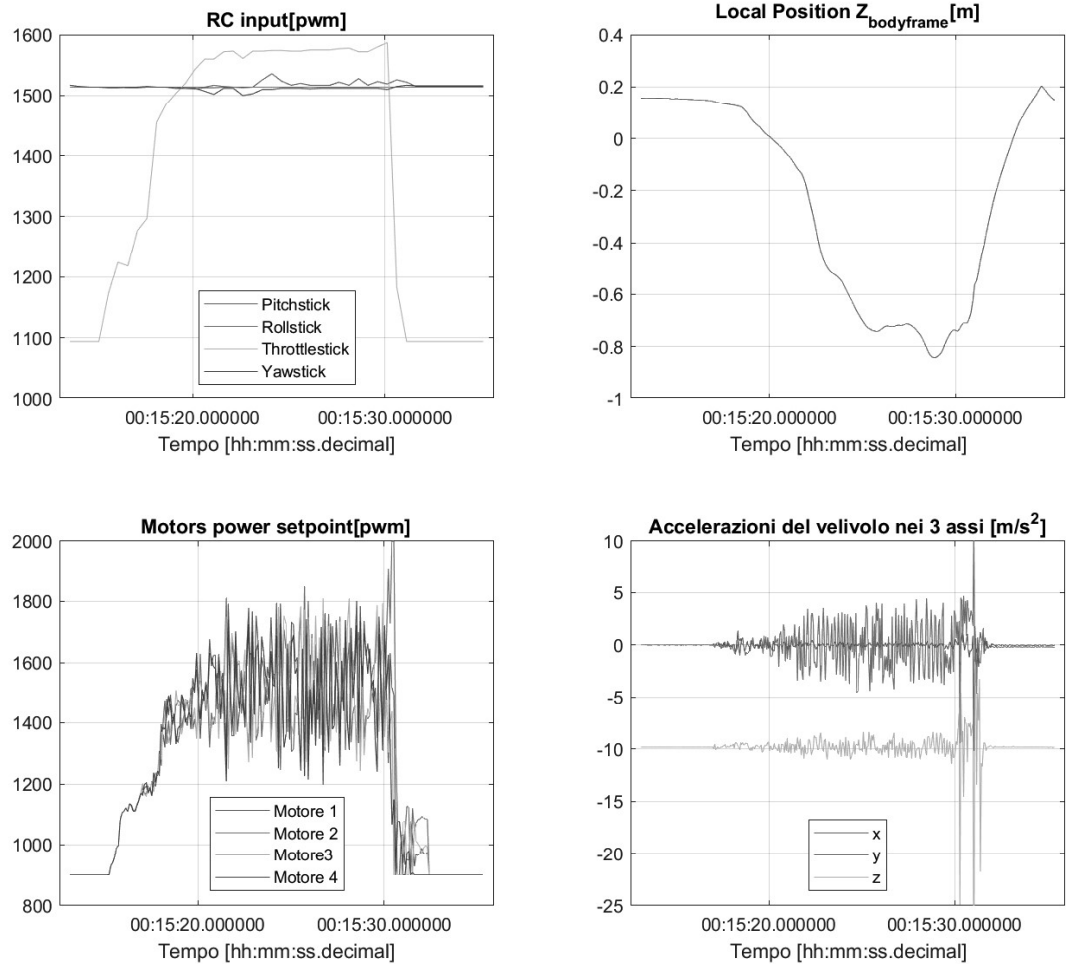 RC input[pwm]
1600
1500
1400
1300
1200
1100
1000
Pitchstick
Rollstick
Throttlestick
Yawstick
00:15:20.000000
00:15:30.000000
Tempo [hh:mm:ss.decimal]
Local Position Z_bodyframe[m]
0.4
0.2
0
-0.2
-0.4
-0.6
-0.8
-1
00:15:20.000000
00:15:30.000000
Tempo [hh:mm:ss.decimal]
Motors power setpoint[pwm]
2000
1800
1600
1400
1200
1000
800
Motore 1
Motore 2
Motore3
Motore 4
00:15:20.000000
00:15:30.000000
Tempo [hh:mm:ss.decimal]
Accelerazioni del velivolo nei 3 assi [m/s²]
10
5
0
-5
-10
-15
-20
-25
x
y
z
00:15:20.000000
00:15:30.000000
Tempo [hh:mm:ss.decimal]